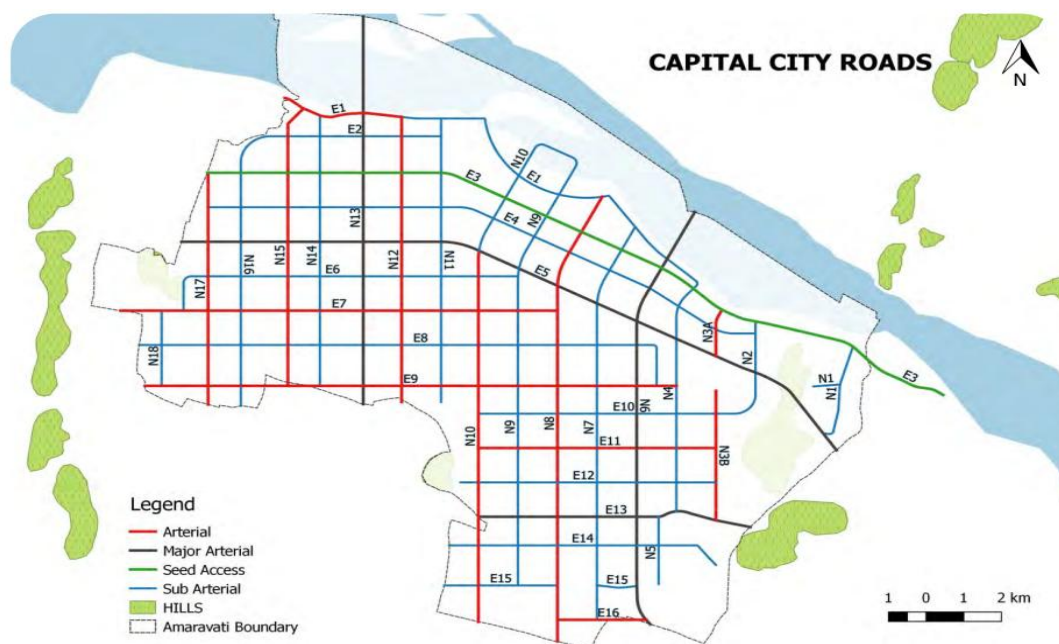 CAPITAL CITY ROADS
N
E1
E2
N10
E1
E3
N9
E4
N13
N15
N14
N12
N11
N16
E6
E5
N17
E7
N3A
N18
E8
N2
E9
N4
N1
N1
E3
N10
N9
N8
N7
E10
N6
E11
N3B
E12
E13
E14
N5
E15
E15
E16
Legend
Arterial
Major Arterial
Seed Access
Sub Arterial
HILLS
Amaravati Boundary
1 0 1 2 km